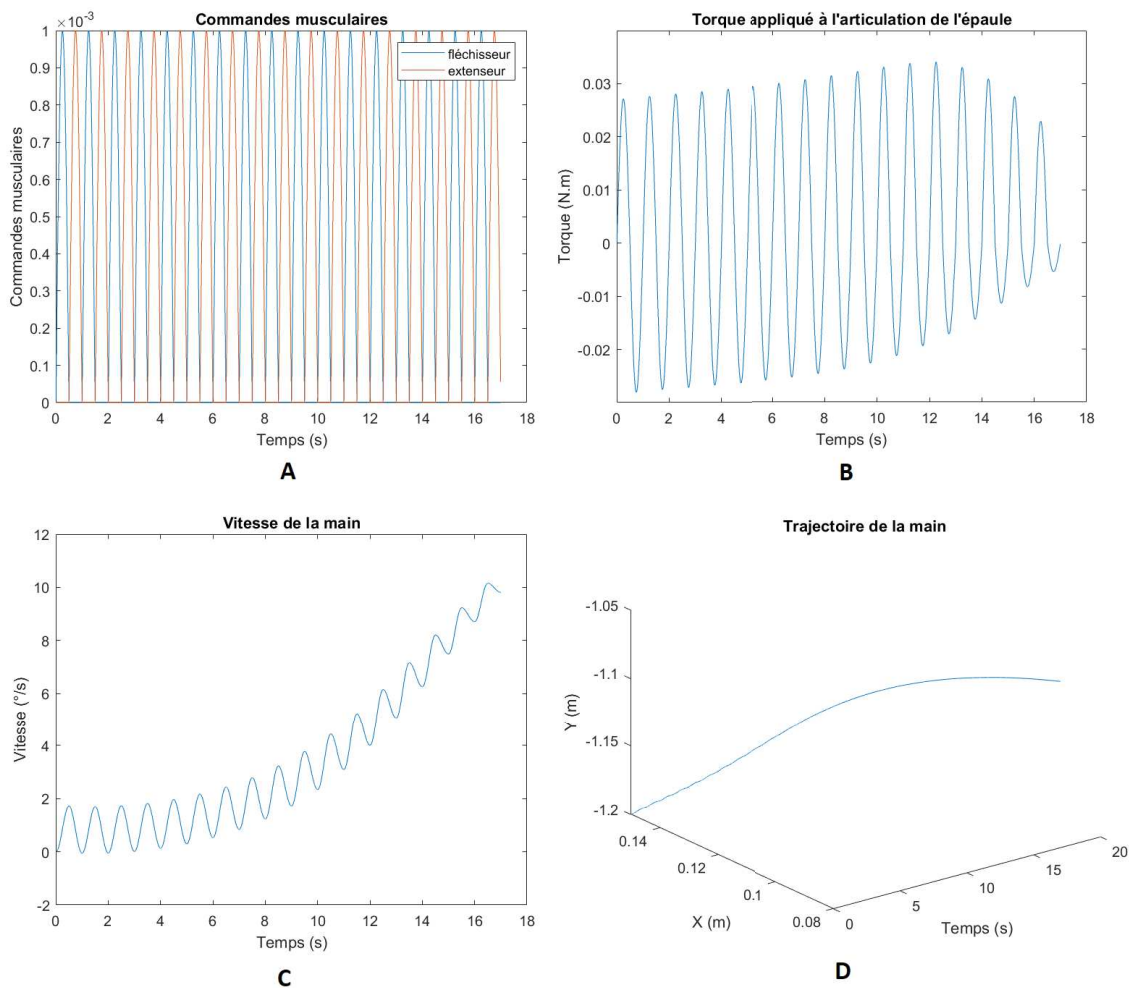 Commandes musculaires
×10⁻³
1
0.9
0.8
0.7
0.6
0.5
0.4
0.3
0.2
0.1
0
Commandes musculaires
fléchisseur
extenseur
0 2 4 6 8 10 12 14 16 18
Temps (s)
A
Torque appliqué à l'articulation de l'épaule
0.03
0.02
0.01
0
-0.01
-0.02
Torque (N.m)
0 2 4 6 8 10 12 14 16 18
Temps (s)
B
Vitesse de la main
12
10
8
6
4
2
0
-2
Vitesse (°/s)
0 2 4 6 8 10 12 14 16 18
Temps (s)
C
Trajectoire de la main
-1.05
-1.1
-1.15
-1.2
Y (m)
0.14
0.12
0.1
0.08
X (m)
0
5
10
15
20
Temps (s)
D